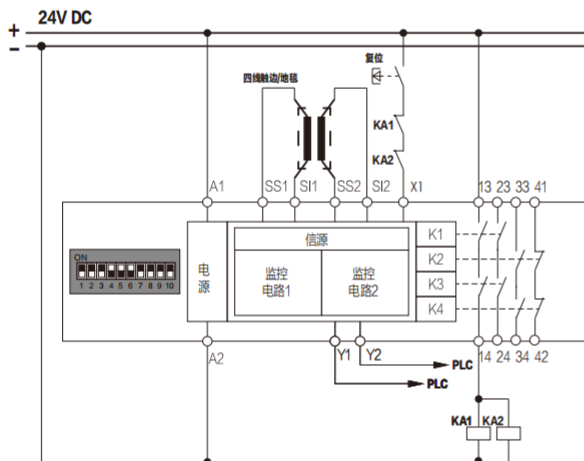 24V DC
+
−
复位
四线触边/地毯
KA1
KA2
A1 SS1 SI1 SS2 SI2 X1 13 23 33 41
ON
1 2 3 4 5 6 7 8 9 10
电源
信源
监控电路1
监控电路2
K1
K2
K3
K4
A2 Y1 Y2 14 24 34 42
PLC
PLC
KA1 KA2